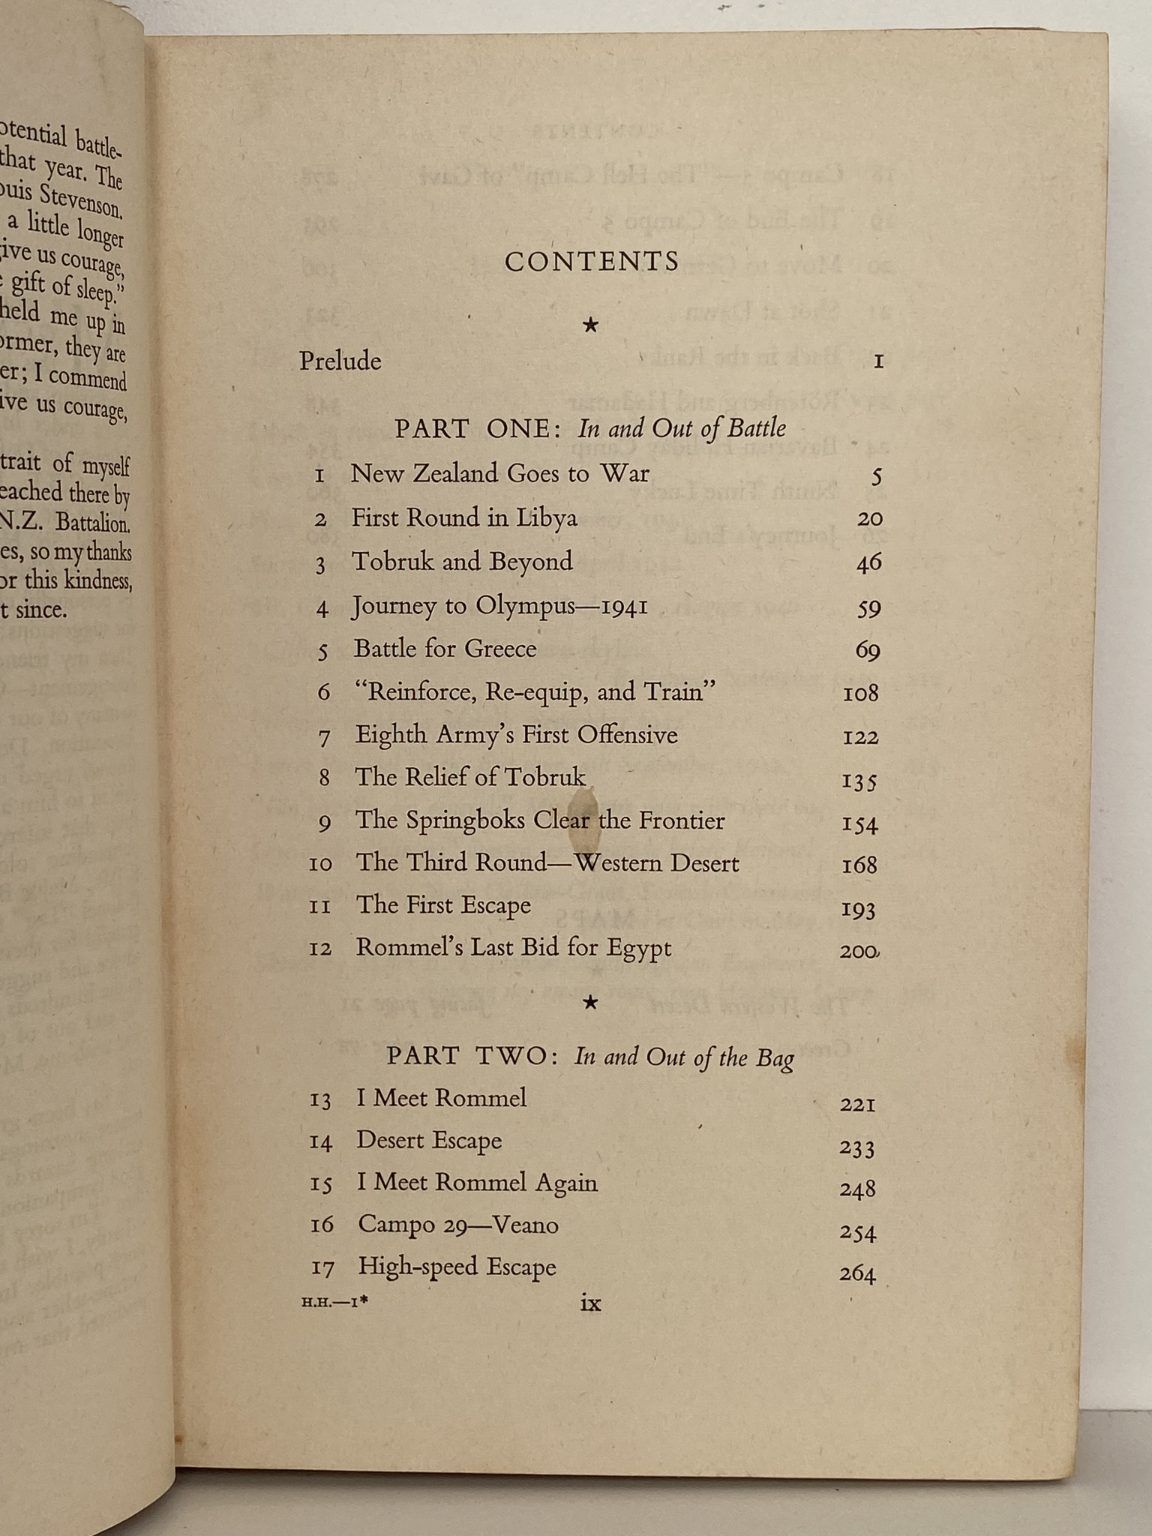 otential battle-
that year. The
ouis Stevenson.
a little longer
give us courage,
gift of sleep."
held me up in
ormer, they are
er; I commend
ive us courage,
trait of myself
eached there by
N.Z. Battalion.
es, so my thanks
or this kindness,
t since.
CONTENTS
★
Prelude 1
PART ONE: In and Out of Battle
1 New Zealand Goes to War 5
2 First Round in Libya 20
3 Tobruk and Beyond 46
4 Journey to Olympus—1941 59
5 Battle for Greece 69
6 "Reinforce, Re-equip, and Train" 108
7 Eighth Army's First Offensive 122
8 The Relief of Tobruk 135
9 The Springboks Clear the Frontier 154
10 The Third Round—Western Desert 168
11 The First Escape 193
12 Rommel's Last Bid for Egypt 200
★
PART TWO: In and Out of the Bag
13 I Meet Rommel 221
14 Desert Escape 233
15 I Meet Rommel Again 248
16 Campo 29—Veano 254
17 High-speed Escape 264
H.H.—1* ix